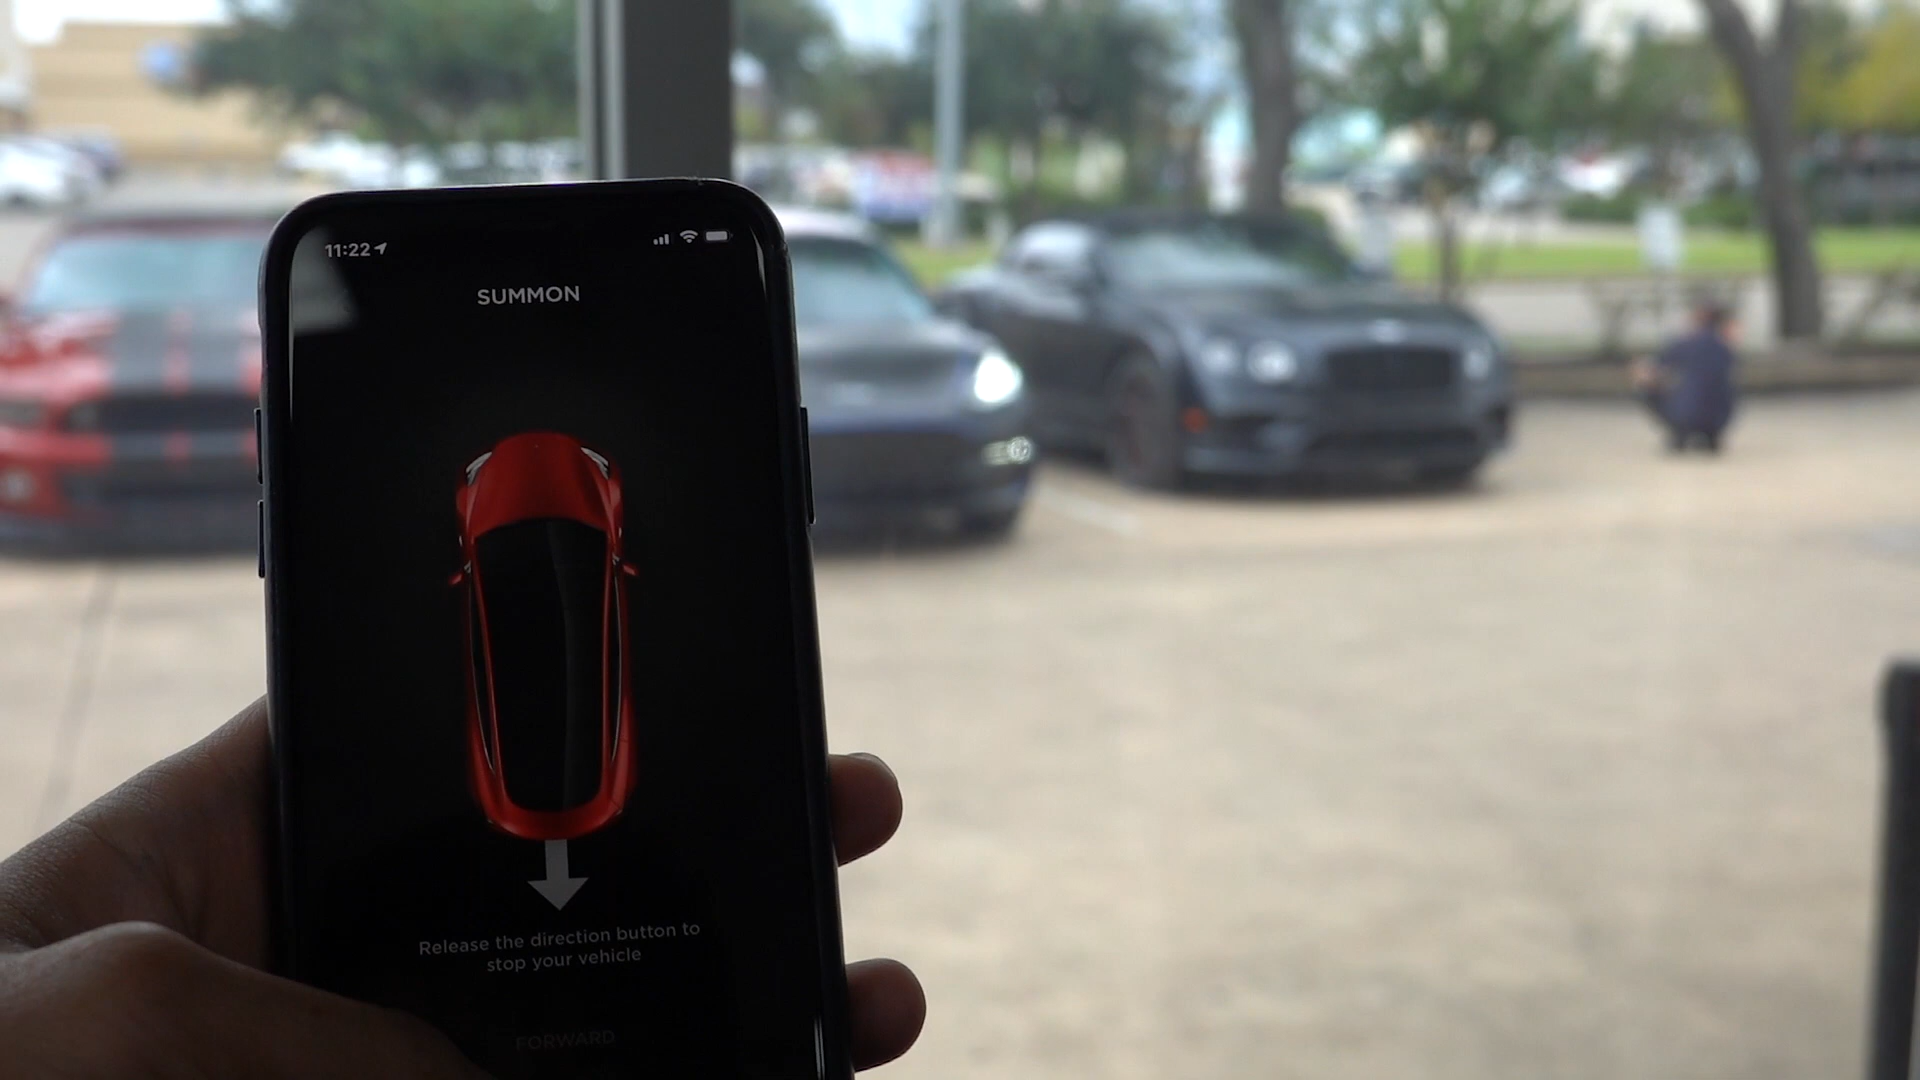 11:22
SUMMON
Release the direction button to
stop your vehicle
FORWARD